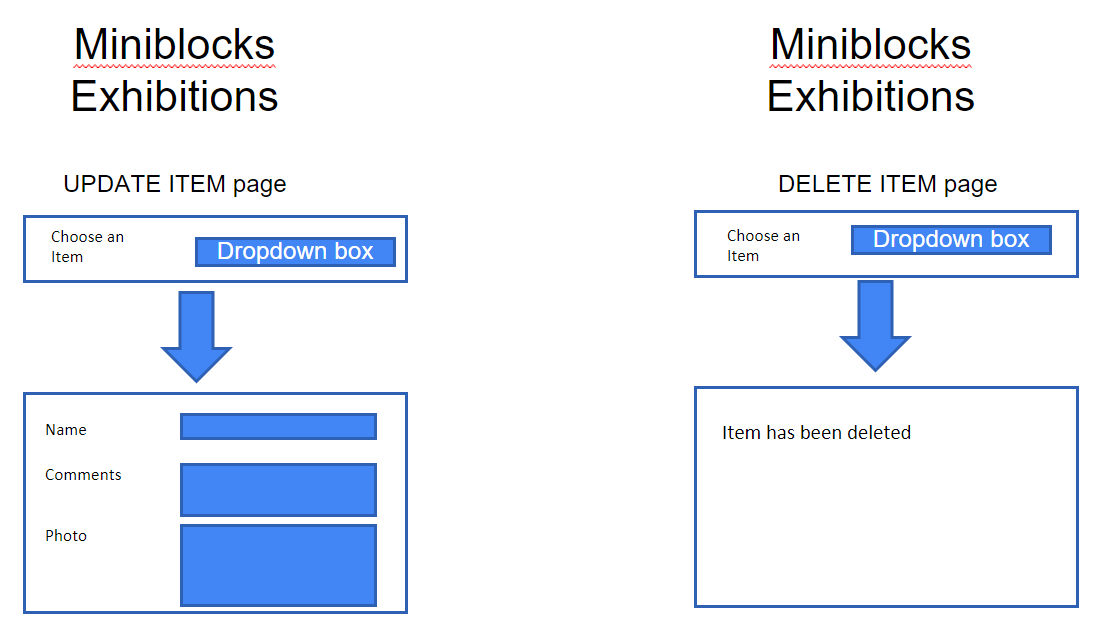 Miniblocks
Exhibitions
UPDATE ITEM page
Choose an
Item
Dropdown box
Name
Comments
Photo
Miniblocks
Exhibitions
DELETE ITEM page
Choose an
Item
Dropdown box
Item has been deleted